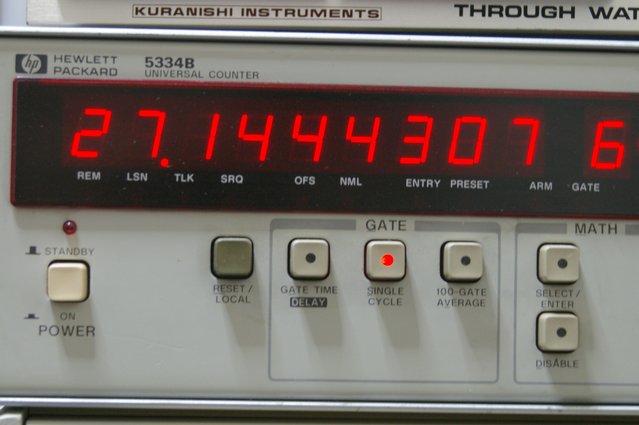 KURANISHI INSTRUMENTS
THROUGH WAT
hp HEWLETT PACKARD
5334B
UNIVERSAL COUNTER
27.1444307 6
REM LSN TLK SRQ OFS NML ENTRY PRESET ARM GATE
GATE
MATH
STANDBY
ON
POWER
RESET/
LOCAL
GATE TIME
DELAY
SINGLE
CYCLE
100-GATE
AVERAGE
SELECT/
ENTER
DISABLE